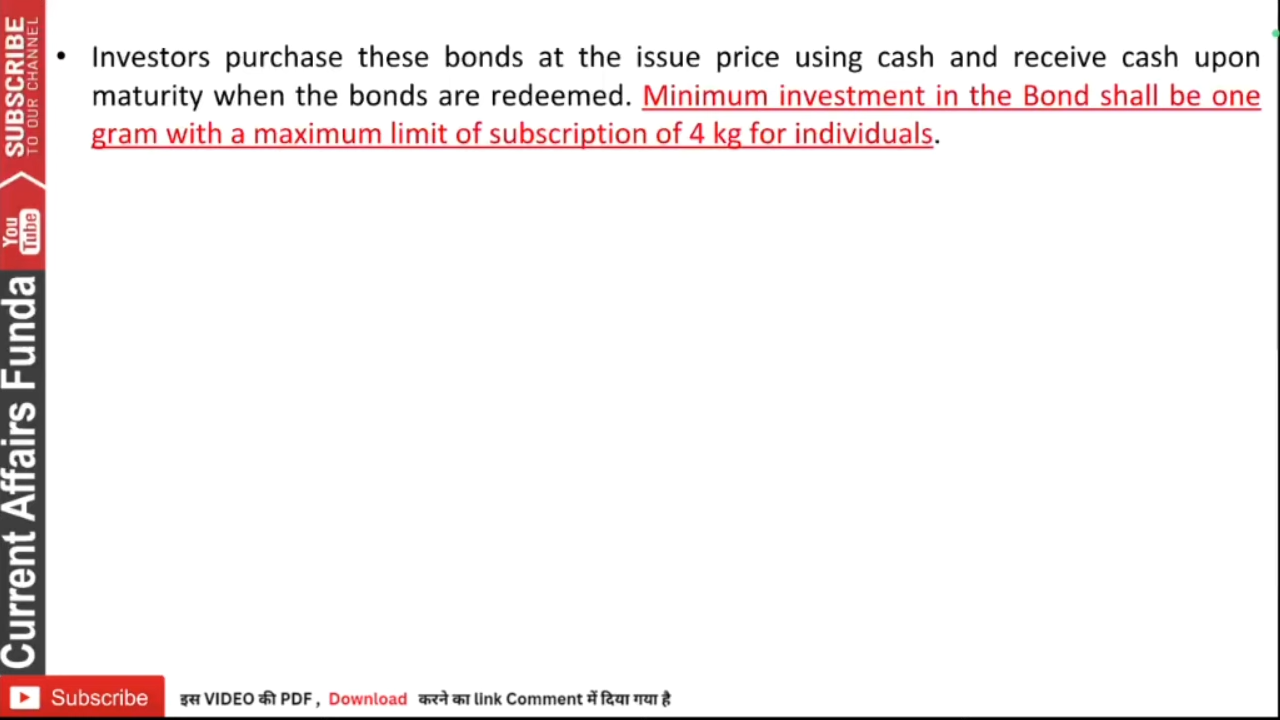 SUBSCRIBE
TO OUR CHANNEL
You Tube
Current Affairs Funda
• Investors purchase these bonds at the issue price using cash and receive cash upon
maturity when the bonds are redeemed. Minimum investment in the Bond shall be one
gram with a maximum limit of subscription of 4 kg for individuals.
Subscribe
इस VIDEO की PDF , Download करने का link Comment में दिया गया है